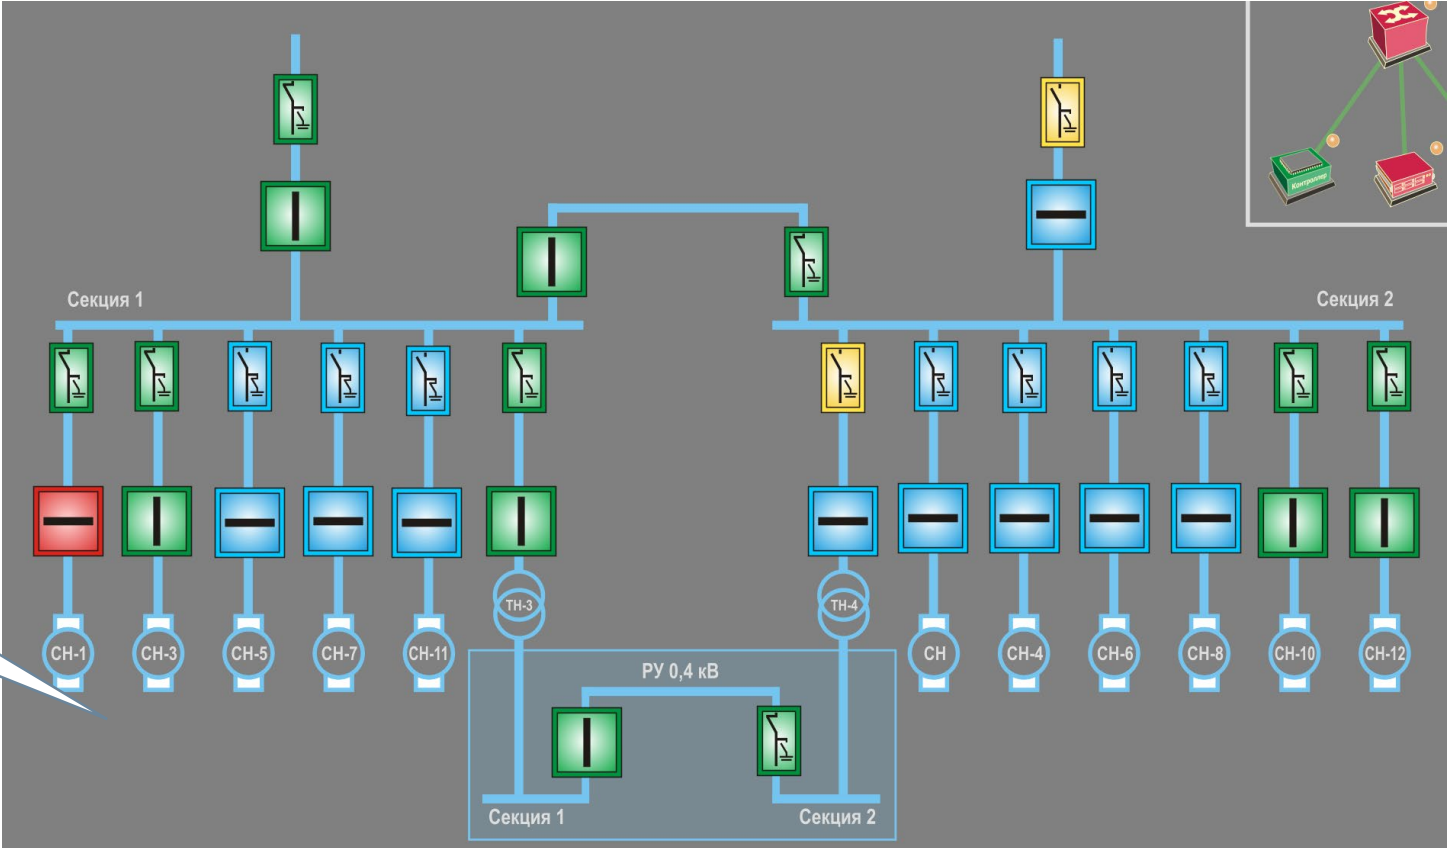 Контроллер
Секция 1
Секция 2
ТН-3
ТН-4
СН-1
СН-3
СН-5
СН-7
СН-11
СН
СН-4
СН-6
СН-8
СН-10
СН-12
РУ 0,4 кВ
Секция 1
Секция 2